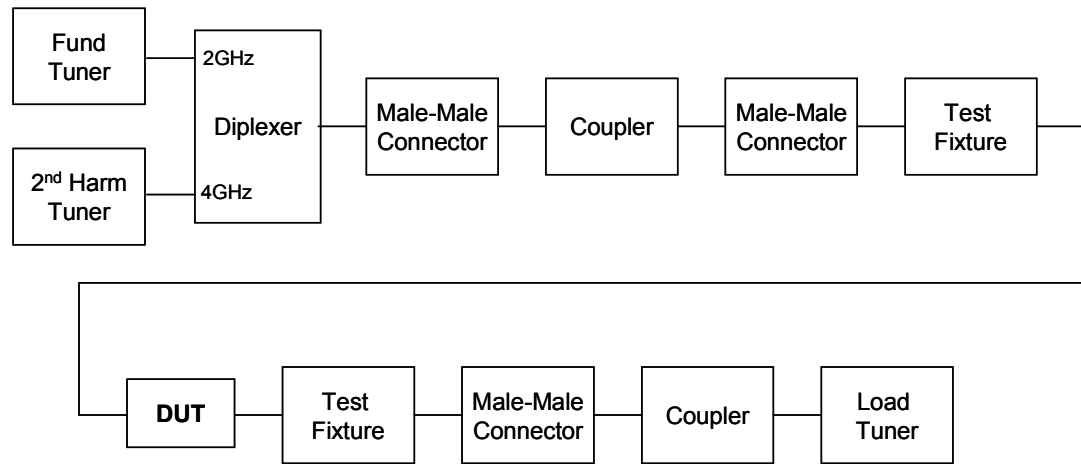 Fund
Tuner
2GHz
Diplexer
4GHz
2nd Harm
Tuner
Male-Male
Connector
Coupler
Male-Male
Connector
Test
Fixture
DUT
Test
Fixture
Male-Male
Connector
Coupler
Load
Tuner